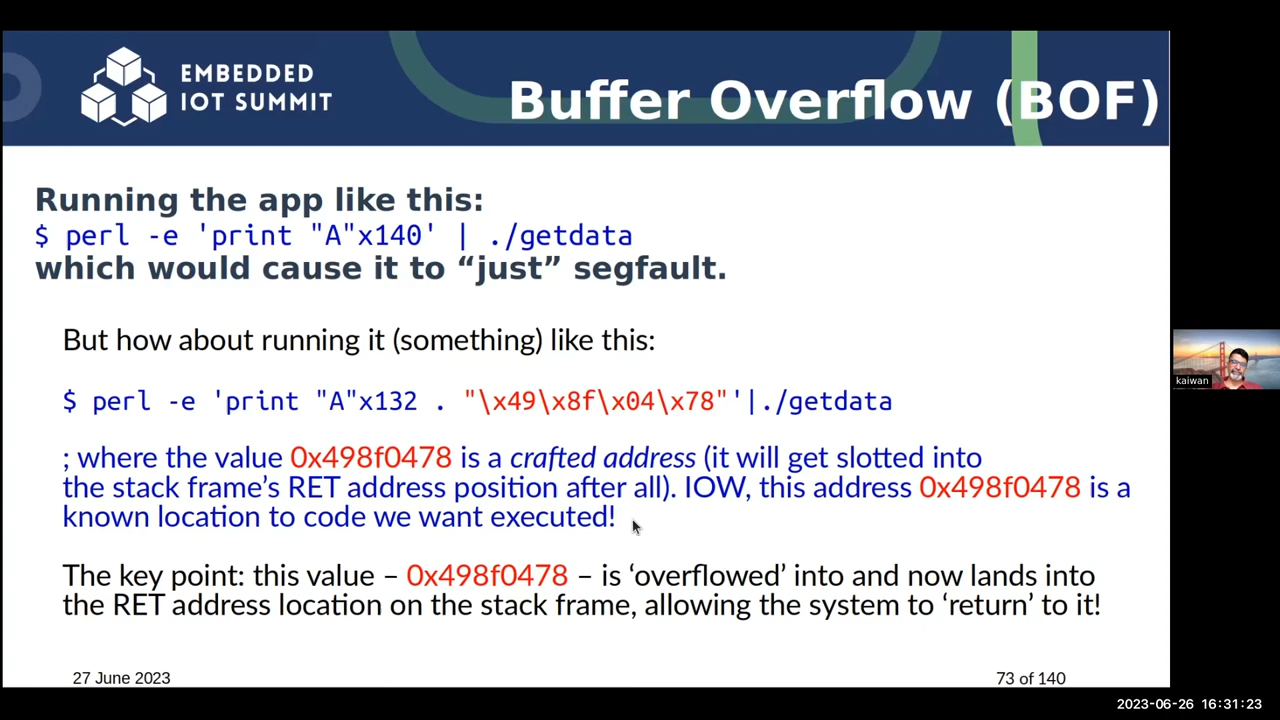 EMBEDDED
IOT SUMMIT
Buffer Overflow (BOF)
Running the app like this:
$ perl -e 'print "A"x140' | ./getdata
which would cause it to “just” segfault.
But how about running it (something) like this:
$ perl -e 'print "A"x132 . "\x49\x8f\x04\x78"'|./getdata
; where the value 0x498f0478 is a crafted address (it will get slotted into
the stack frame’s RET address position after all). IOW, this address 0x498f0478 is a
known location to code we want executed!
The key point: this value – 0x498f0478 – is ‘overflowed’ into and now lands into
the RET address location on the stack frame, allowing the system to ‘return’ to it!
27 June 2023
73 of 140
kaiwan
2023-06-26 16:31:23